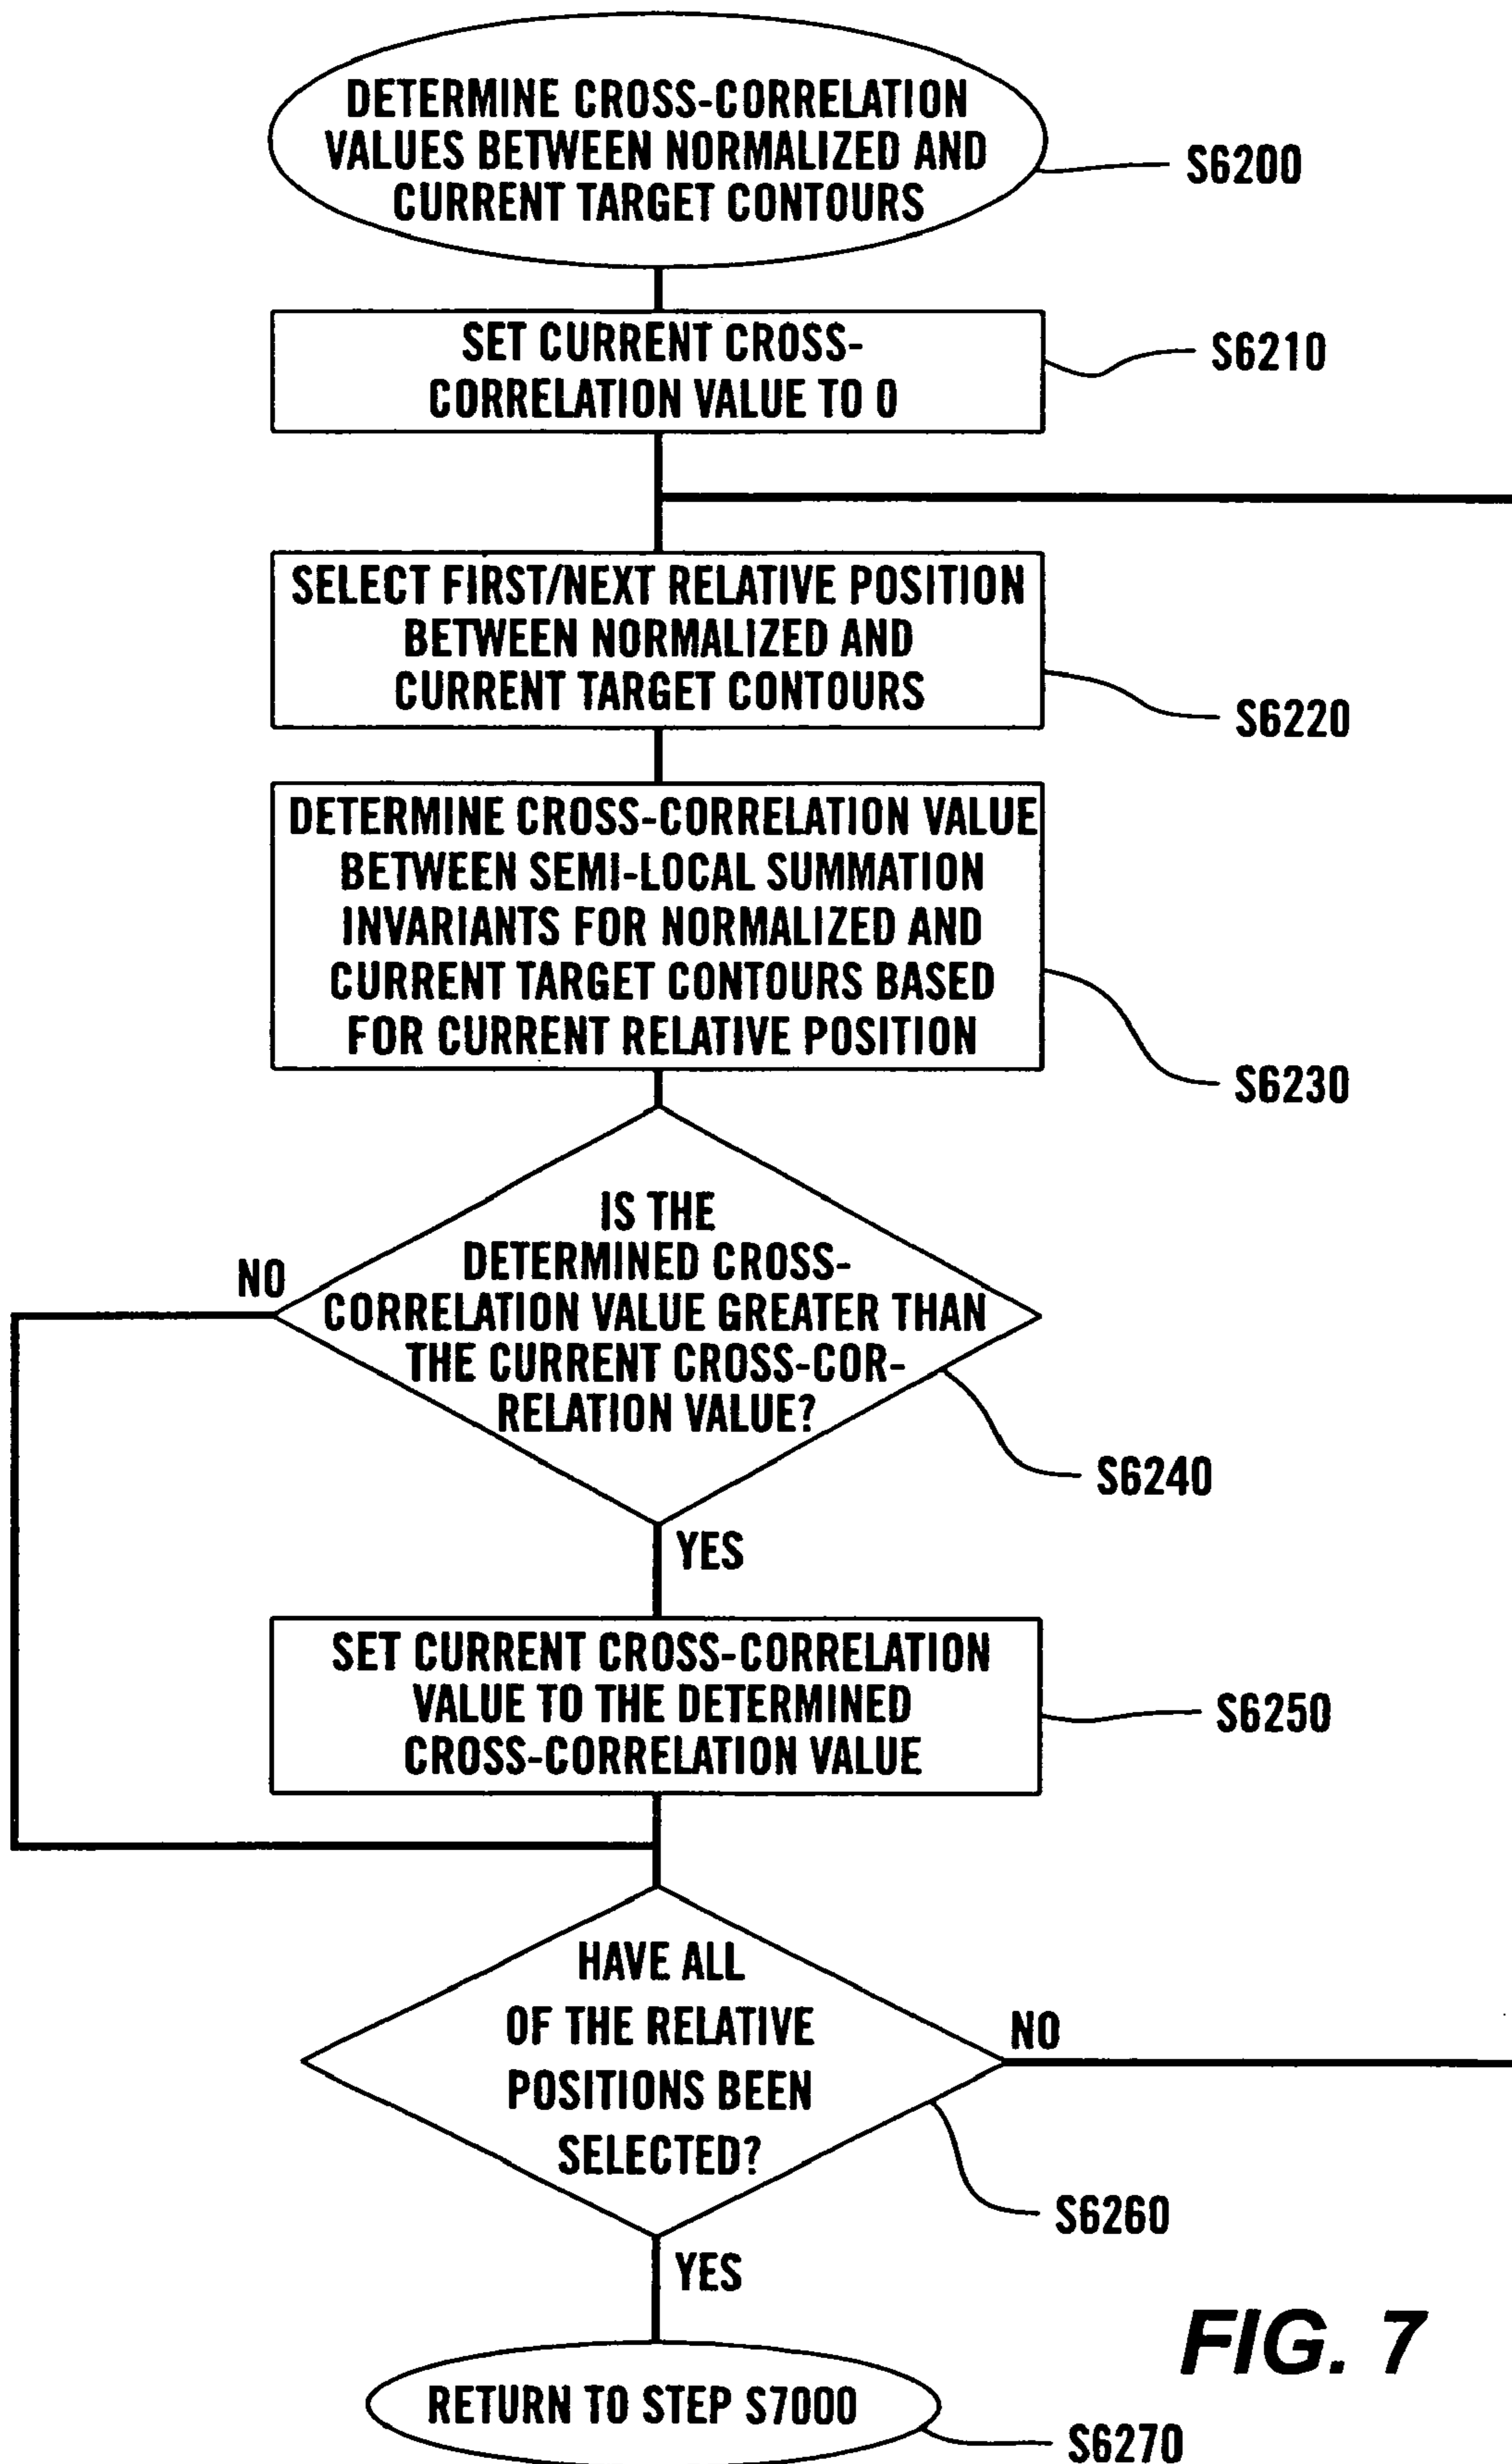 DETERMINE CROSS-CORRELATION
VALUES BETWEEN NORMALIZED AND
CURRENT TARGET CONTOURS
S6200
SET CURRENT CROSS-
CORRELATION VALUE TO 0
S6210
SELECT FIRST/NEXT RELATIVE POSITION
BETWEEN NORMALIZED AND
CURRENT TARGET CONTOURS
S6220
DETERMINE CROSS-CORRELATION VALUE
BETWEEN SEMI-LOCAL SUMMATION
INVARIANTS FOR NORMALIZED AND
CURRENT TARGET CONTOURS BASED
FOR CURRENT RELATIVE POSITION
S6230
IS THE
DETERMINED CROSS-
CORRELATION VALUE GREATER THAN
THE CURRENT CROSS-COR-
RELATION VALUE?
NO
S6240
YES
SET CURRENT CROSS-CORRELATION
VALUE TO THE DETERMINED
CROSS-CORRELATION VALUE
S6250
HAVE ALL
OF THE RELATIVE
POSITIONS BEEN
SELECTED?
NO
S6260
YES
RETURN TO STEP S7000
S6270
FIG. 7